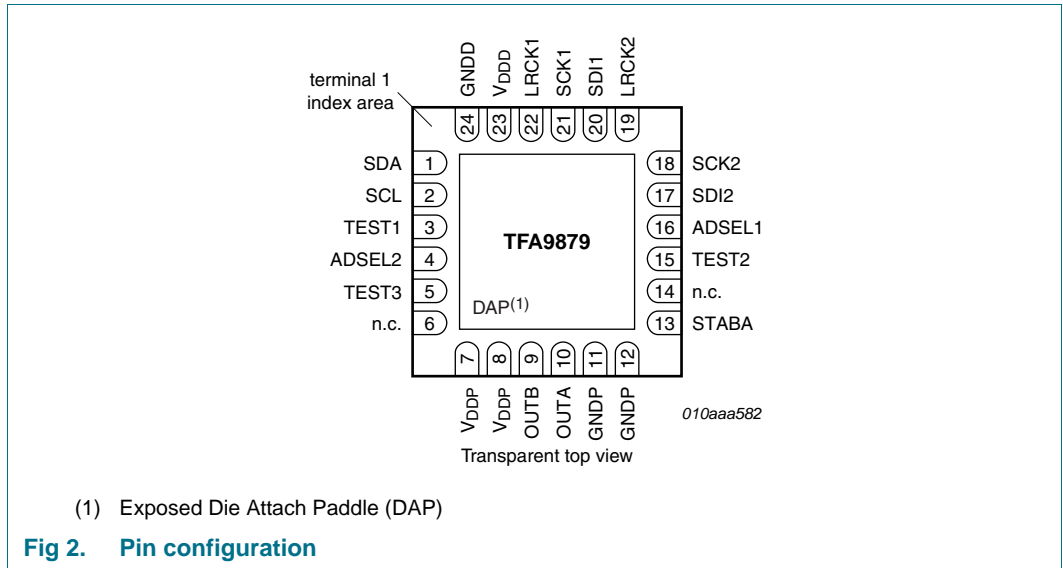 GNDD
VDDD
LRCK1
SCK1
SDI1
LRCK2
terminal 1
index area
24 23 22 21 20 19
SDA 1
SCL 2
TEST1 3
ADSEL2 4
TEST3 5
n.c. 6
TFA9879
DAP(1)
18 SCK2
17 SDI2
16 ADSEL1
15 TEST2
14 n.c.
13 STABA
7 8 9 10 11 12
VDDP
VDDP
OUTB
OUTA
GNDP
GNDP
010aaa582
Transparent top view
(1) Exposed Die Attach Paddle (DAP)
Fig 2. Pin configuration